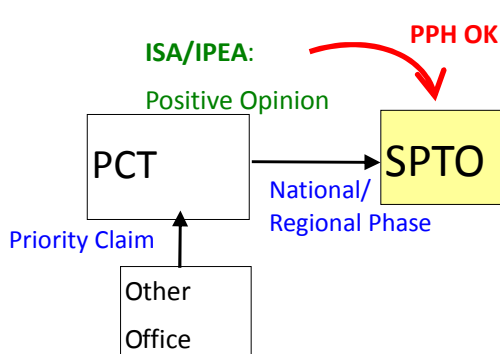 PPH OK
ISA/IPEA:
Positive Opinion
PCT
SPTO
National/
Regional Phase
Priority Claim
Other
Office